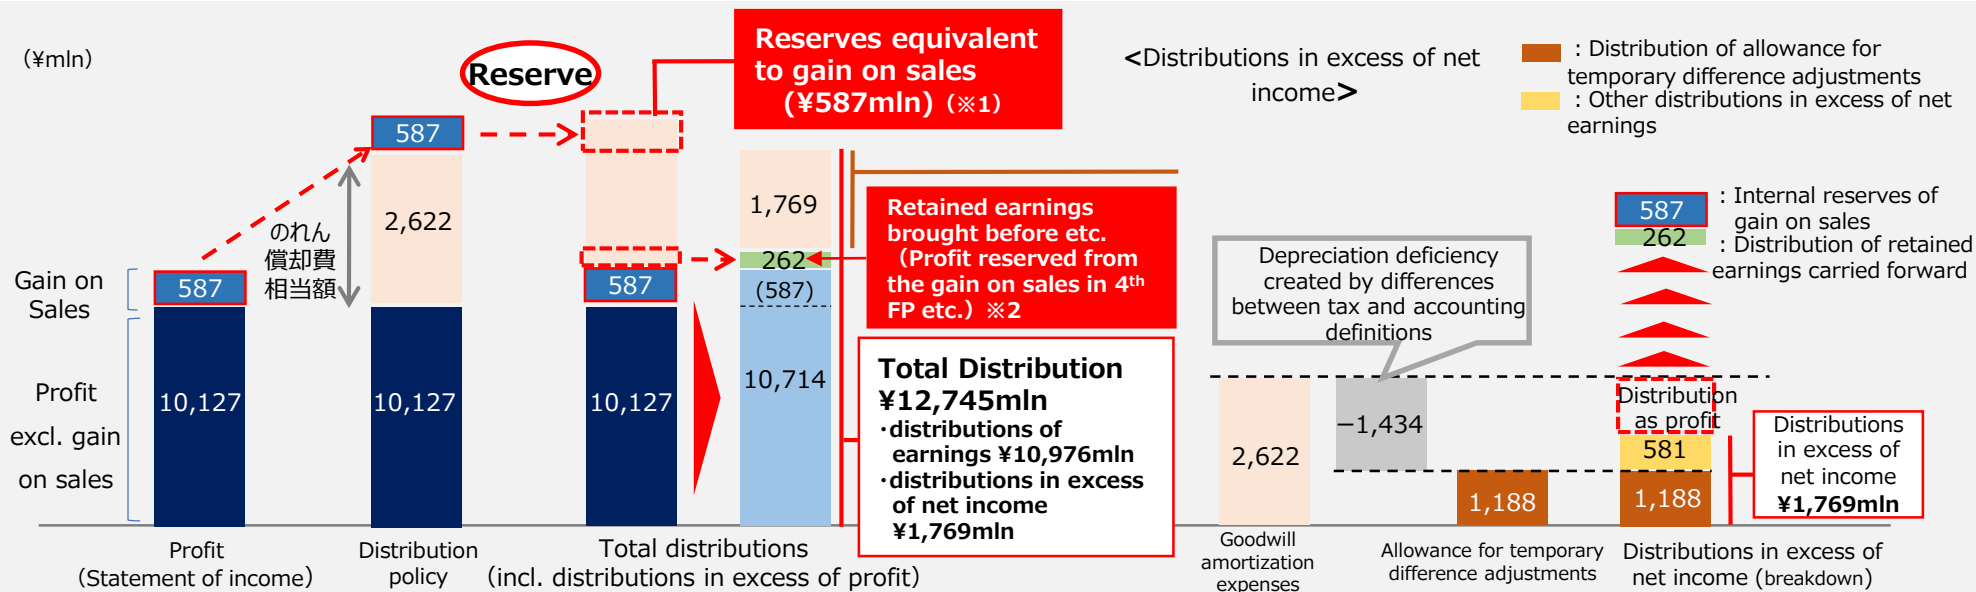 （¥mln）
Reserve
Reserves equivalent
to gain on sales
(¥587mln)（※1）
<Distributions in excess of net
income>
: Distribution of allowance for
temporary difference adjustments
: Other distributions in excess of net
earnings
587
: Internal reserves of
gain on sales
262
: Distribution of retained
earnings carried forward
Gain on
Sales
Profit
excl. gain
on sales
587
10,127
のれん
償却費
相当額
587
2,622
10,127
587
10,127
1,769
262
(587)
10,714
Retained earnings
brought before etc.
（Profit reserved from
the gain on sales in 4th
FP etc.）※2
Total Distribution
¥12,745mln
・distributions of
earnings ¥10,976mln
・distributions in excess
of net income
¥1,769mln
Depreciation deficiency
created by differences
between tax and accounting
definitions
2,622
−1,434
1,188
Distribution
as profit
581
1,188
Distributions
in excess of
net income
¥1,769mln
Profit
（Statement of income）
Distribution
policy
Total distributions
（incl. distributions in excess of profit）
Goodwill
amortization
expenses
Allowance for temporary
difference adjustments
Distributions in excess of
net income (breakdown)